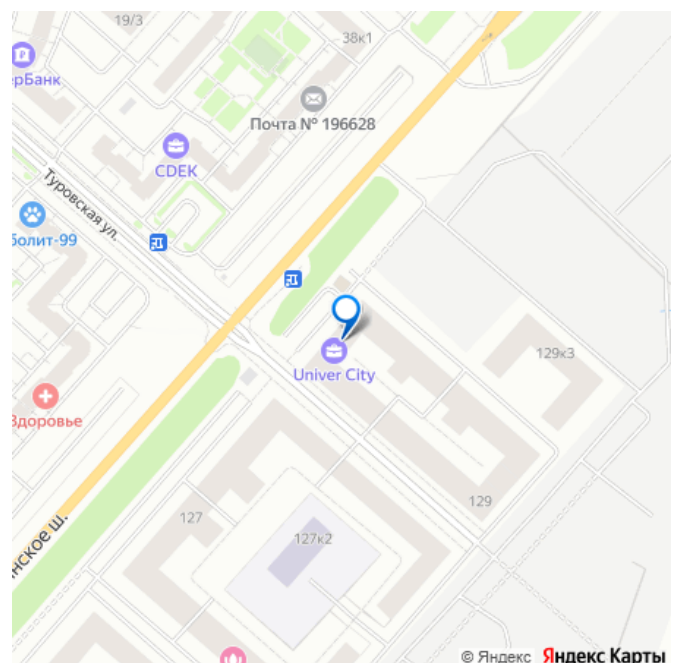 19/3
38к1
ерБанк
Почта № 196628
CDEK
Туровская ул.
болит-99
Univer City
129к3
Здоровье
129
127
127к2
нское ш.
© Яндекс Яндекс Карты